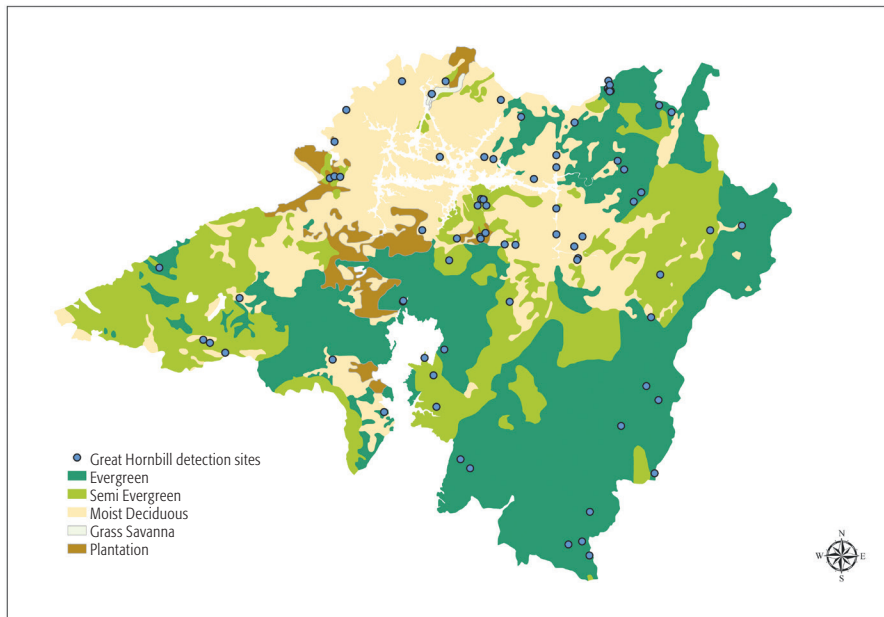 Great Hornbill detection sites
Evergreen
Semi Evergreen
Moist Deciduous
Grass Savanna
Plantation
N
W E
S